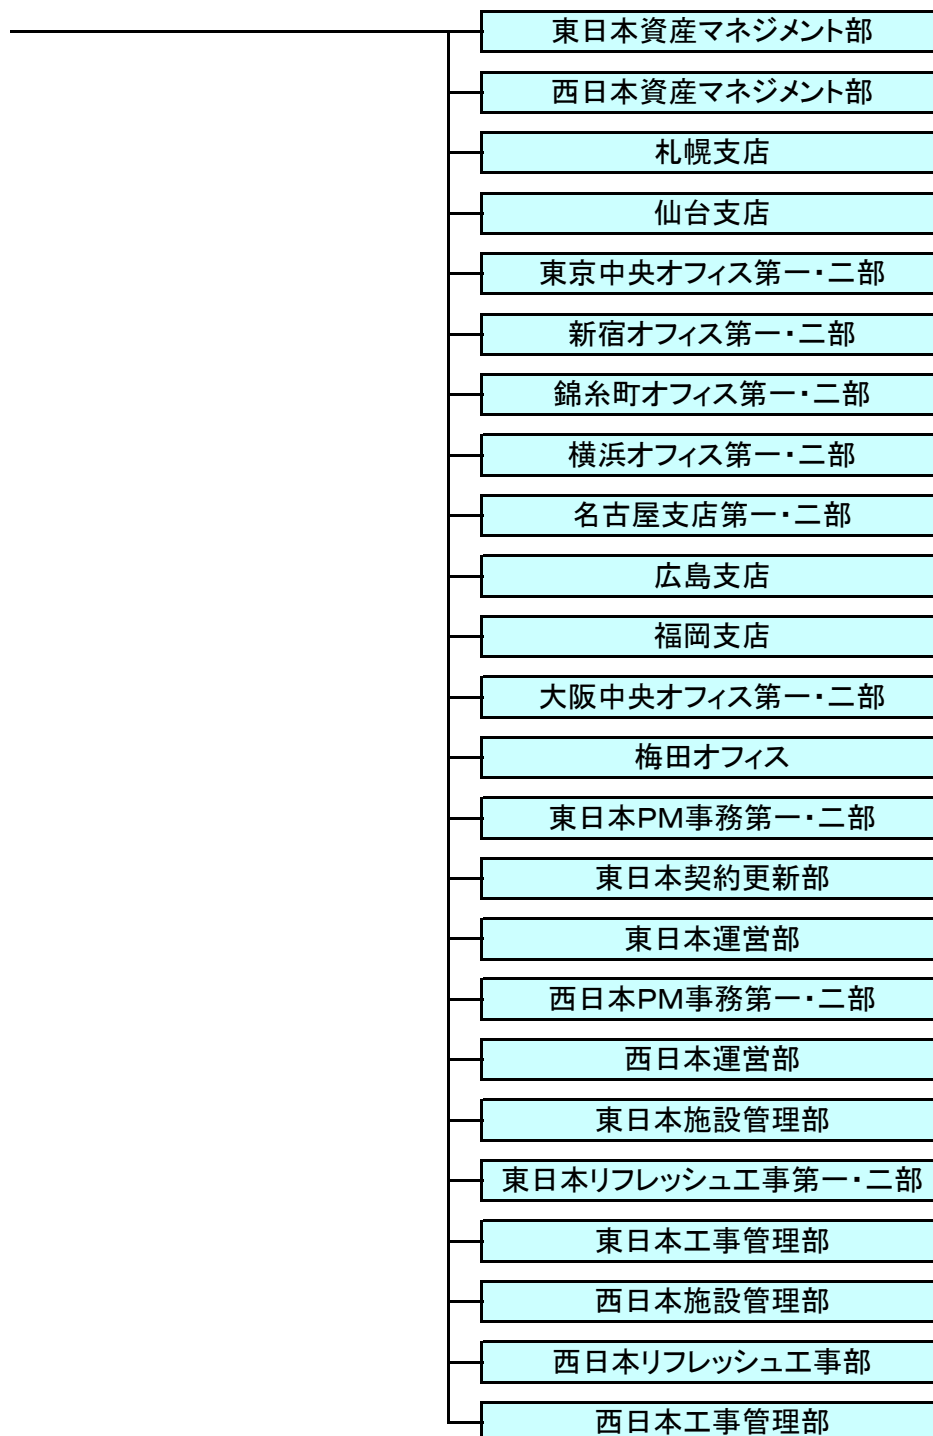 東日本資産マネジメント部
西日本資産マネジメント部
札幌支店
仙台支店
東京中央オフィス第一・二部
新宿オフィス第一・二部
錦糸町オフィス第一・二部
横浜オフィス第一・二部
名古屋支店第一・二部
広島支店
福岡支店
大阪中央オフィス第一・二部
梅田オフィス
東日本PM事務第一・二部
東日本契約更新部
東日本運営部
西日本PM事務第一・二部
西日本運営部
東日本施設管理部
東日本リフレッシュ工事第一・二部
東日本工事管理部
西日本施設管理部
西日本リフレッシュ工事部
西日本工事管理部